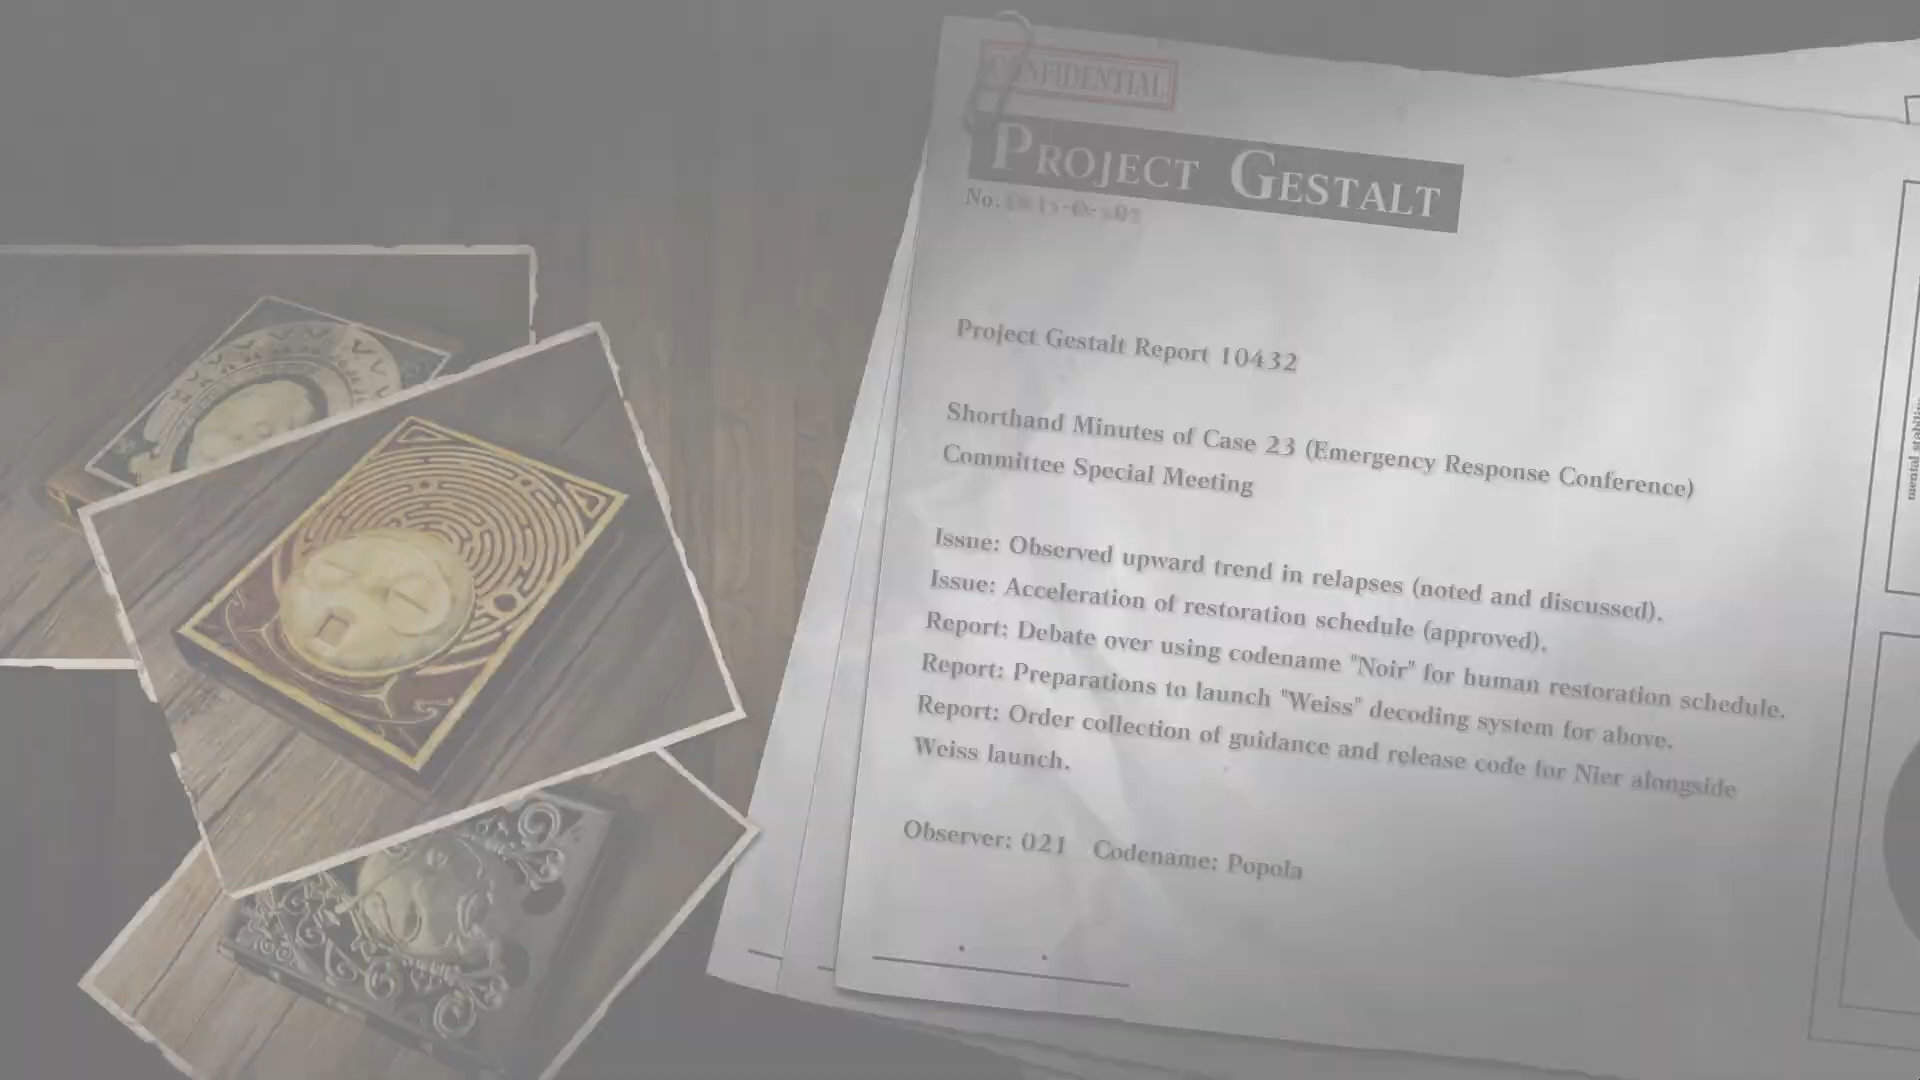 CONFIDENTIAL
PROJECT GESTALT
No.
Project Gestalt Report 10432
Shorthand Minutes of Case 23 (Emergency Response Conference)
Committee Special Meeting
Issue: Observed upward trend in relapses (noted and discussed).
Issue: Acceleration of restoration schedule (approved).
Report: Debate over using codename "Noir" for human restoration schedule.
Report: Preparations to launch "Weiss" decoding system for above.
Report: Order collection of guidance and release code for Nier alongside
Weiss launch.
Observer: 021 Codename: Popola
mental